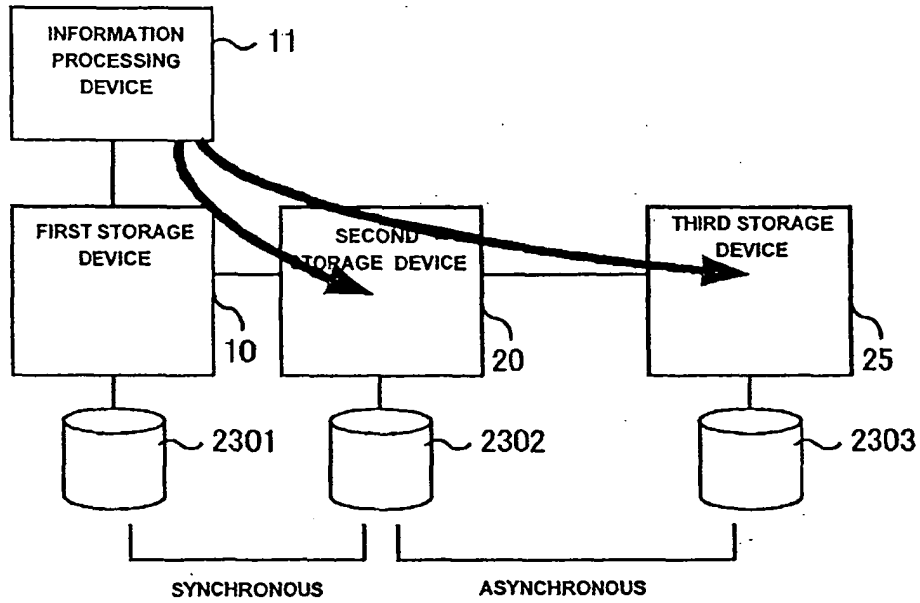 INFORMATION
PROCESSING
DEVICE
11
FIRST STORAGE
DEVICE
SECOND
STORAGE DEVICE
THIRD STORAGE
DEVICE
10
20
25
2301
2302
2303
SYNCHRONOUS
ASYNCHRONOUS